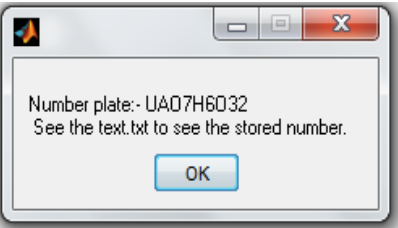 Number plate:- UA07H6032
See the text.txt to see the stored number.
OK